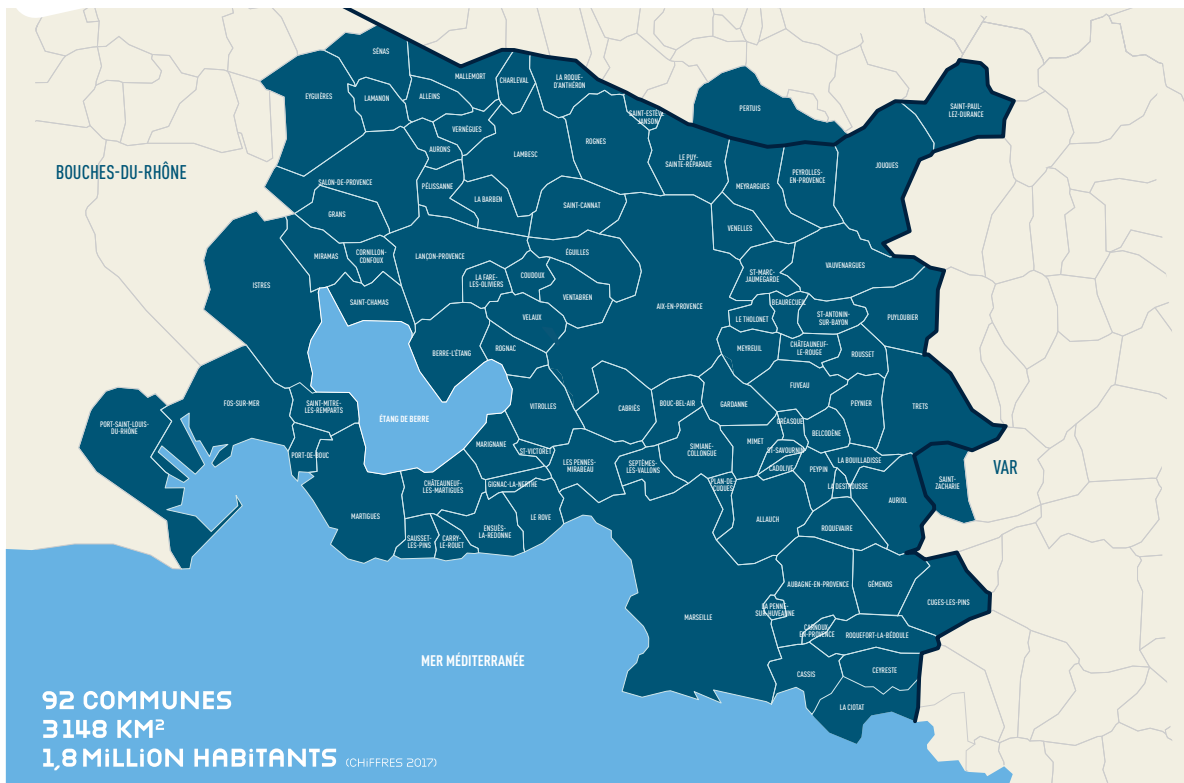 SÉNAS
MALLEMORT
CHARLEVAL
LA ROQUE-
D'ANTHÉRON
EYGUIÈRES
LAMANON
ALLEINS
PERTUIS
SAINT-PAUL-
LEZ-DURANCE
SAINT-ESTÈVE
JANSON
VERNÈGUES
ROGNES
AURONS
LAMBESC
LE PUY-
SAINTE-RÉPARADE
JOUQUES
BOUCHES-DU-RHÔNE
PEYROLLES-
EN-PROVENCE
MEYRARGUES
SALON-DE-PROVENCE
PÉLISSANNE
LA BARBEN
SAINT-CANNAT
GRANS
VENELLES
MIRAMAS
CORNILLON-
CONFOUX
LANÇON-PROVENCE
ÉGUILLES
VAUVENARGUES
ST-MARC-
JAUMEGARDE
LA FARE-
LES-OLIVIERS
COUDOUX
ISTRES
VENTABREN
SAINT-CHAMAS
AIX-EN-PROVENCE
BEAURECUEIL
VELAUX
LE THOLONET
ST-ANTONIN-
SUR-BAYON
PUYLOUBIER
BERRE-L'ÉTANG
ROGNAC
MEYREUIL
CHÂTEAUNEUF-
LE-ROUGE
ROUSSET
FUVEAU
FOS-SUR-MER
SAINT-MITRE-
LES-REMPARTS
VITROLLES
CABRIÈS
BOUC-BEL-AIR
GARDANNE
PEYNIER
TRETS
ÉTANG DE BERRE
GRÉASQUE
PORT-SAINT-LOUIS-
DU-RHÔNE
BELCODÈNE
MARIGNANE
ST-VICTORET
SIMIANE-
COLLONGUE
MIMET
ST-SAVOURNIN
PORT-DE-BOUC
LES PENNES-
MIRABEAU
SEPTÈMES-
LES-VALLONS
CADOLIVE
PEYPIN
LA BOUILLADISSE
VAR
CHÂTEAUNEUF-
LES-MARTIGUES
GIGNAC-LA-NERTHE
PLAN-DE-
CUQUES
LA DESTROUSSE
SAINT-
ZACHARIE
AURIOL
MARTIGUES
LE ROVE
ALLAUCH
ROQUEVAIRE
SAUSSET-
LES-PINS
CARRY-
LE-ROUET
ENSUÈS-
LA-REDONNE
AUBAGNE-EN-PROVENCE
GÉMENOS
CUGES-LES-PINS
LA PENNE-
SUR-HUVEAUNE
MARSEILLE
CARNOUX-
EN-PROVENCE
ROQUEFORT-LA-BÉDOULE
MER MÉDITERRANÉE
CASSIS
CEYRESTE
LA CIOTAT
92 COMMUNES
3148 KM²
1,8 MiLLiON HABiTANTS (CHiFFRES 2017)